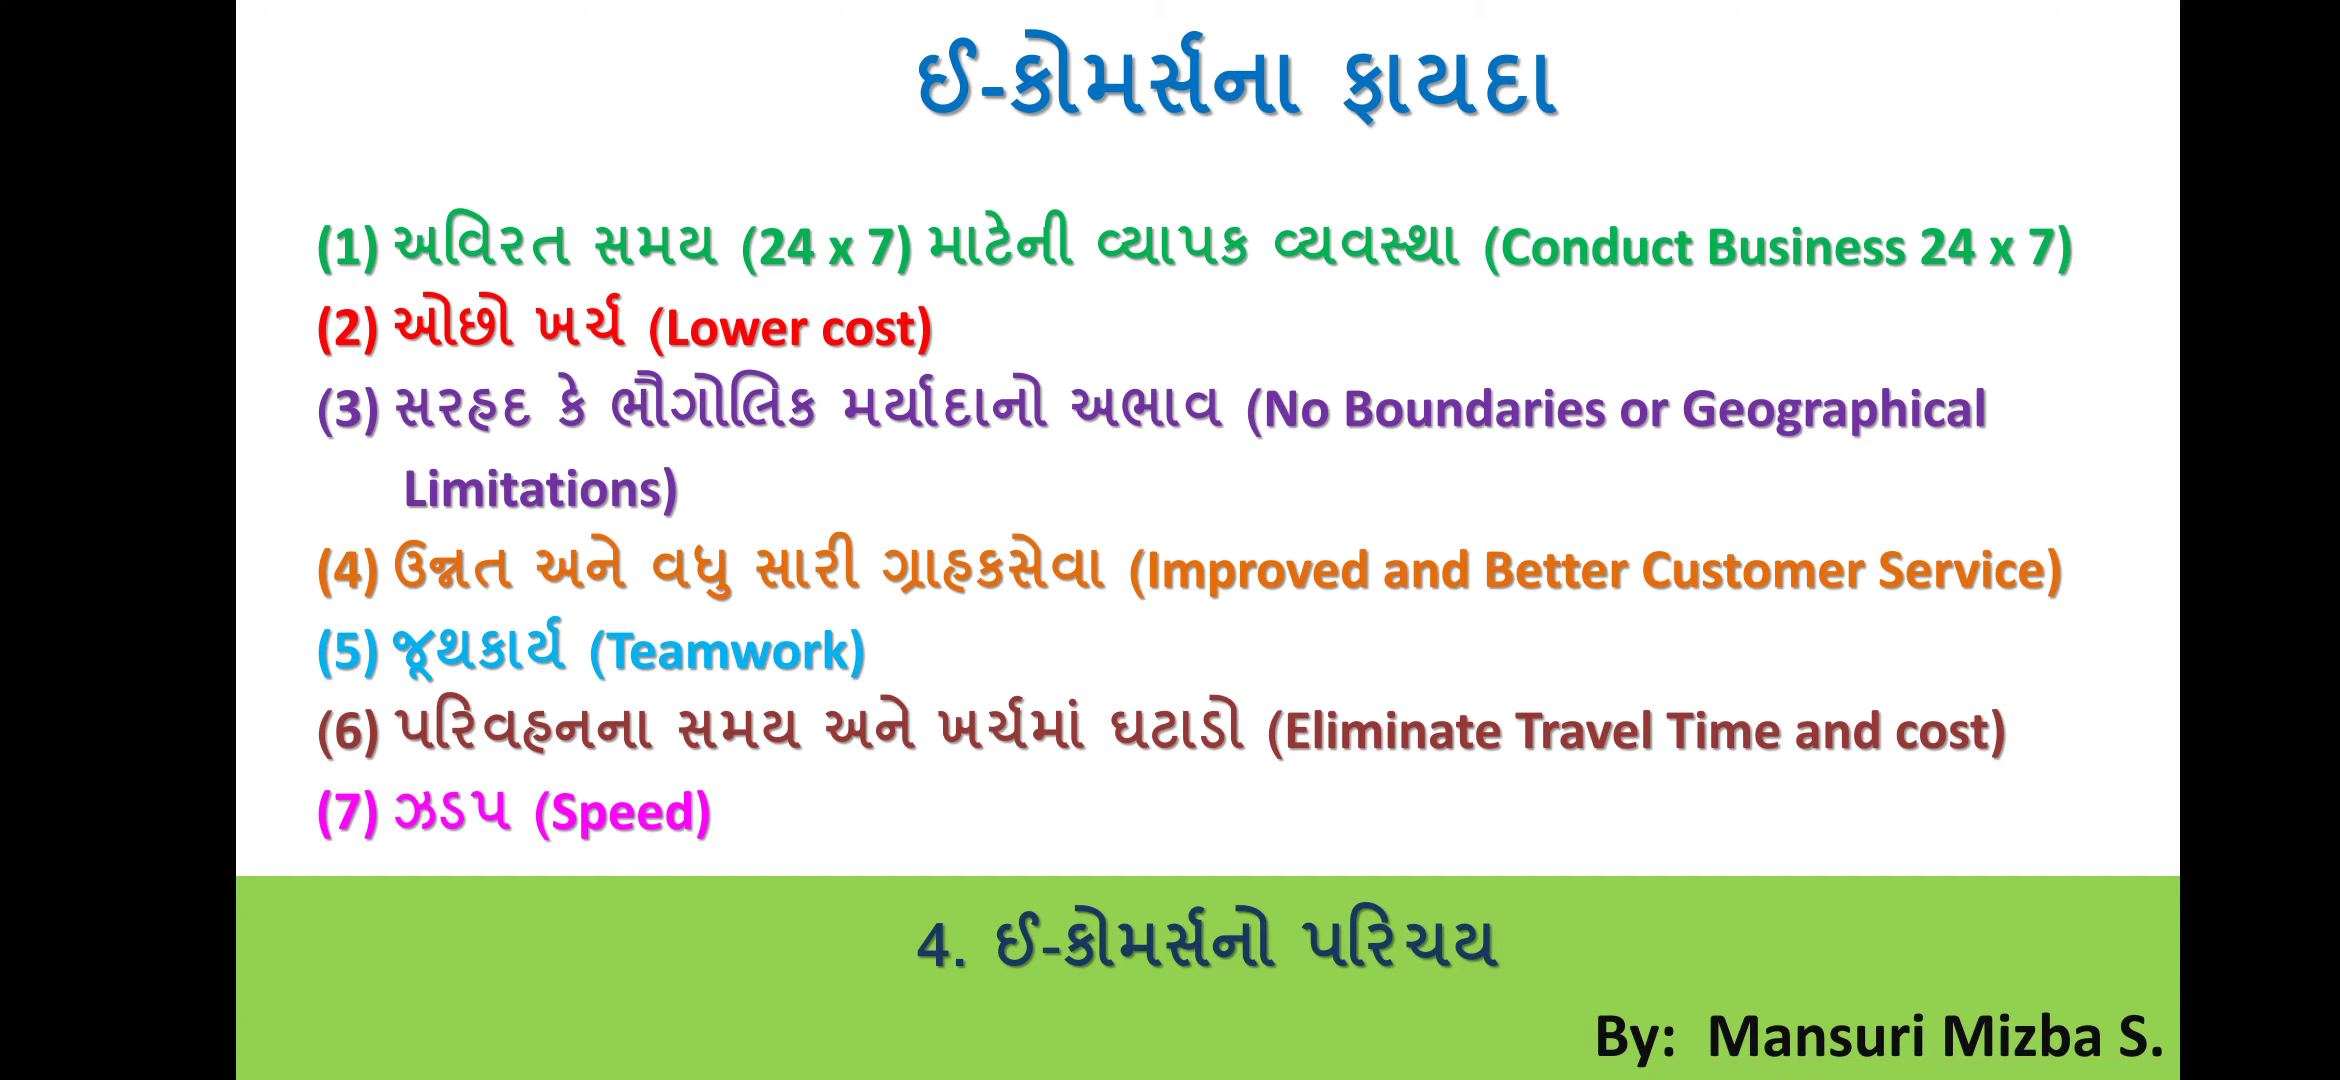 ઈ-કોમર્સના ફાયદા
(1) અવિરત સમય (24 x 7) માટેની વ્યાપક વ્યવસ્થા (Conduct Business 24 x 7)
(2) ઓછો ખર્ચ (Lower cost)
(3) સરહદ કે ભૌગોલિક મર્યાદાનો અભાવ (No Boundaries or Geographical
Limitations)
(4) ઉન્નત અને વધુ સારી ગ્રાહકસેવા (Improved and Better Customer Service)
(5) જૂથકાર્ય (Teamwork)
(6) પરિવહનના સમય અને ખર્ચમાં ઘટાડો (Eliminate Travel Time and cost)
(7) ઝડપ (Speed)
4. ઈ-કોમર્સનો પરિચય
By: Mansuri Mizba S.